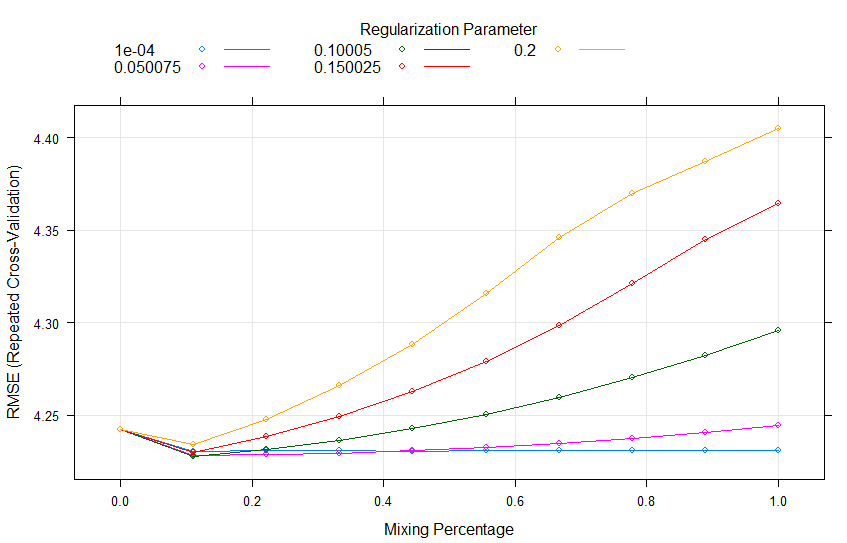 Regularization Parameter
1e-04 0.10005 0.2
0.050075 0.150025
4.40
4.35
4.30
4.25
RMSE (Repeated Cross-Validation)
0.0 0.2 0.4 0.6 0.8 1.0
Mixing Percentage